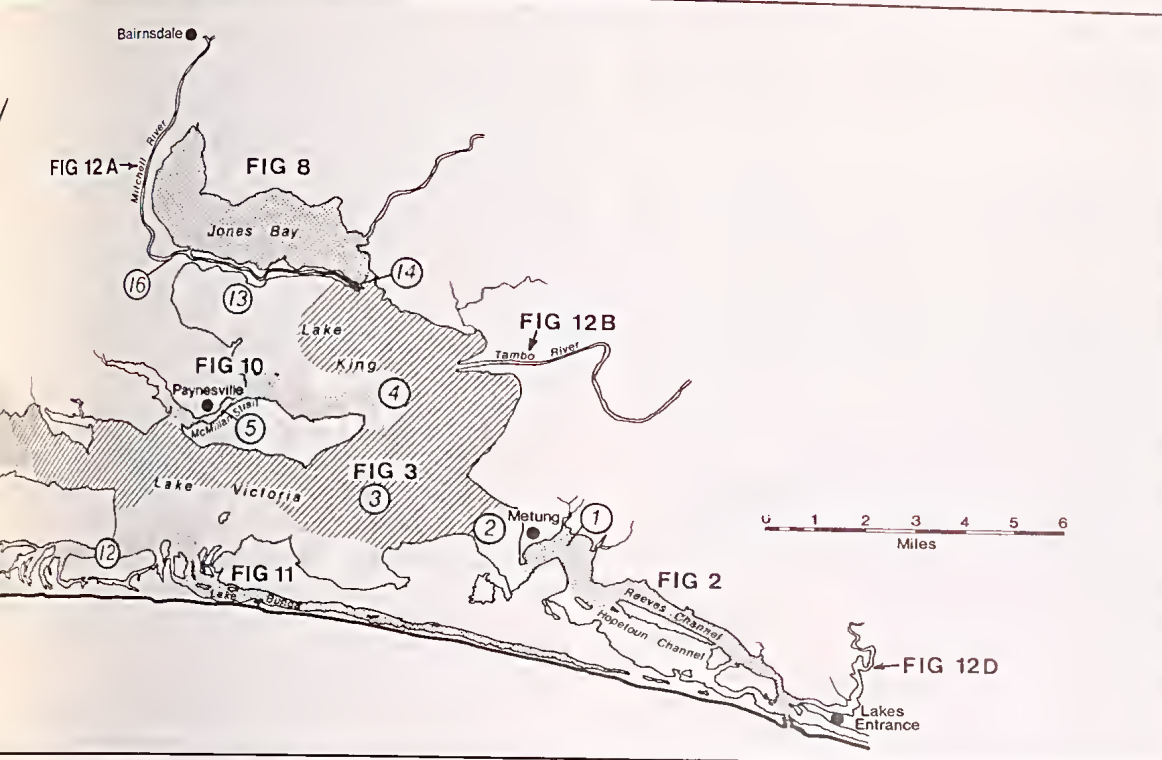 Bairnsdale
FIG 12A
Mitchell River
FIG 8
Jones Bay
16
13
14
Lake
King
FIG 12B
Tambo River
FIG 10
Paynesville
McMillan Strait
5
4
FIG 3
3
Lake Victoria
2
Metung
1
0 1 2 3 4 5 6
Miles
12
FIG 11
Lake Bunga
FIG 2
Reeves Channel
Hopetoun Channel
FIG 12D
Lakes
Entrance